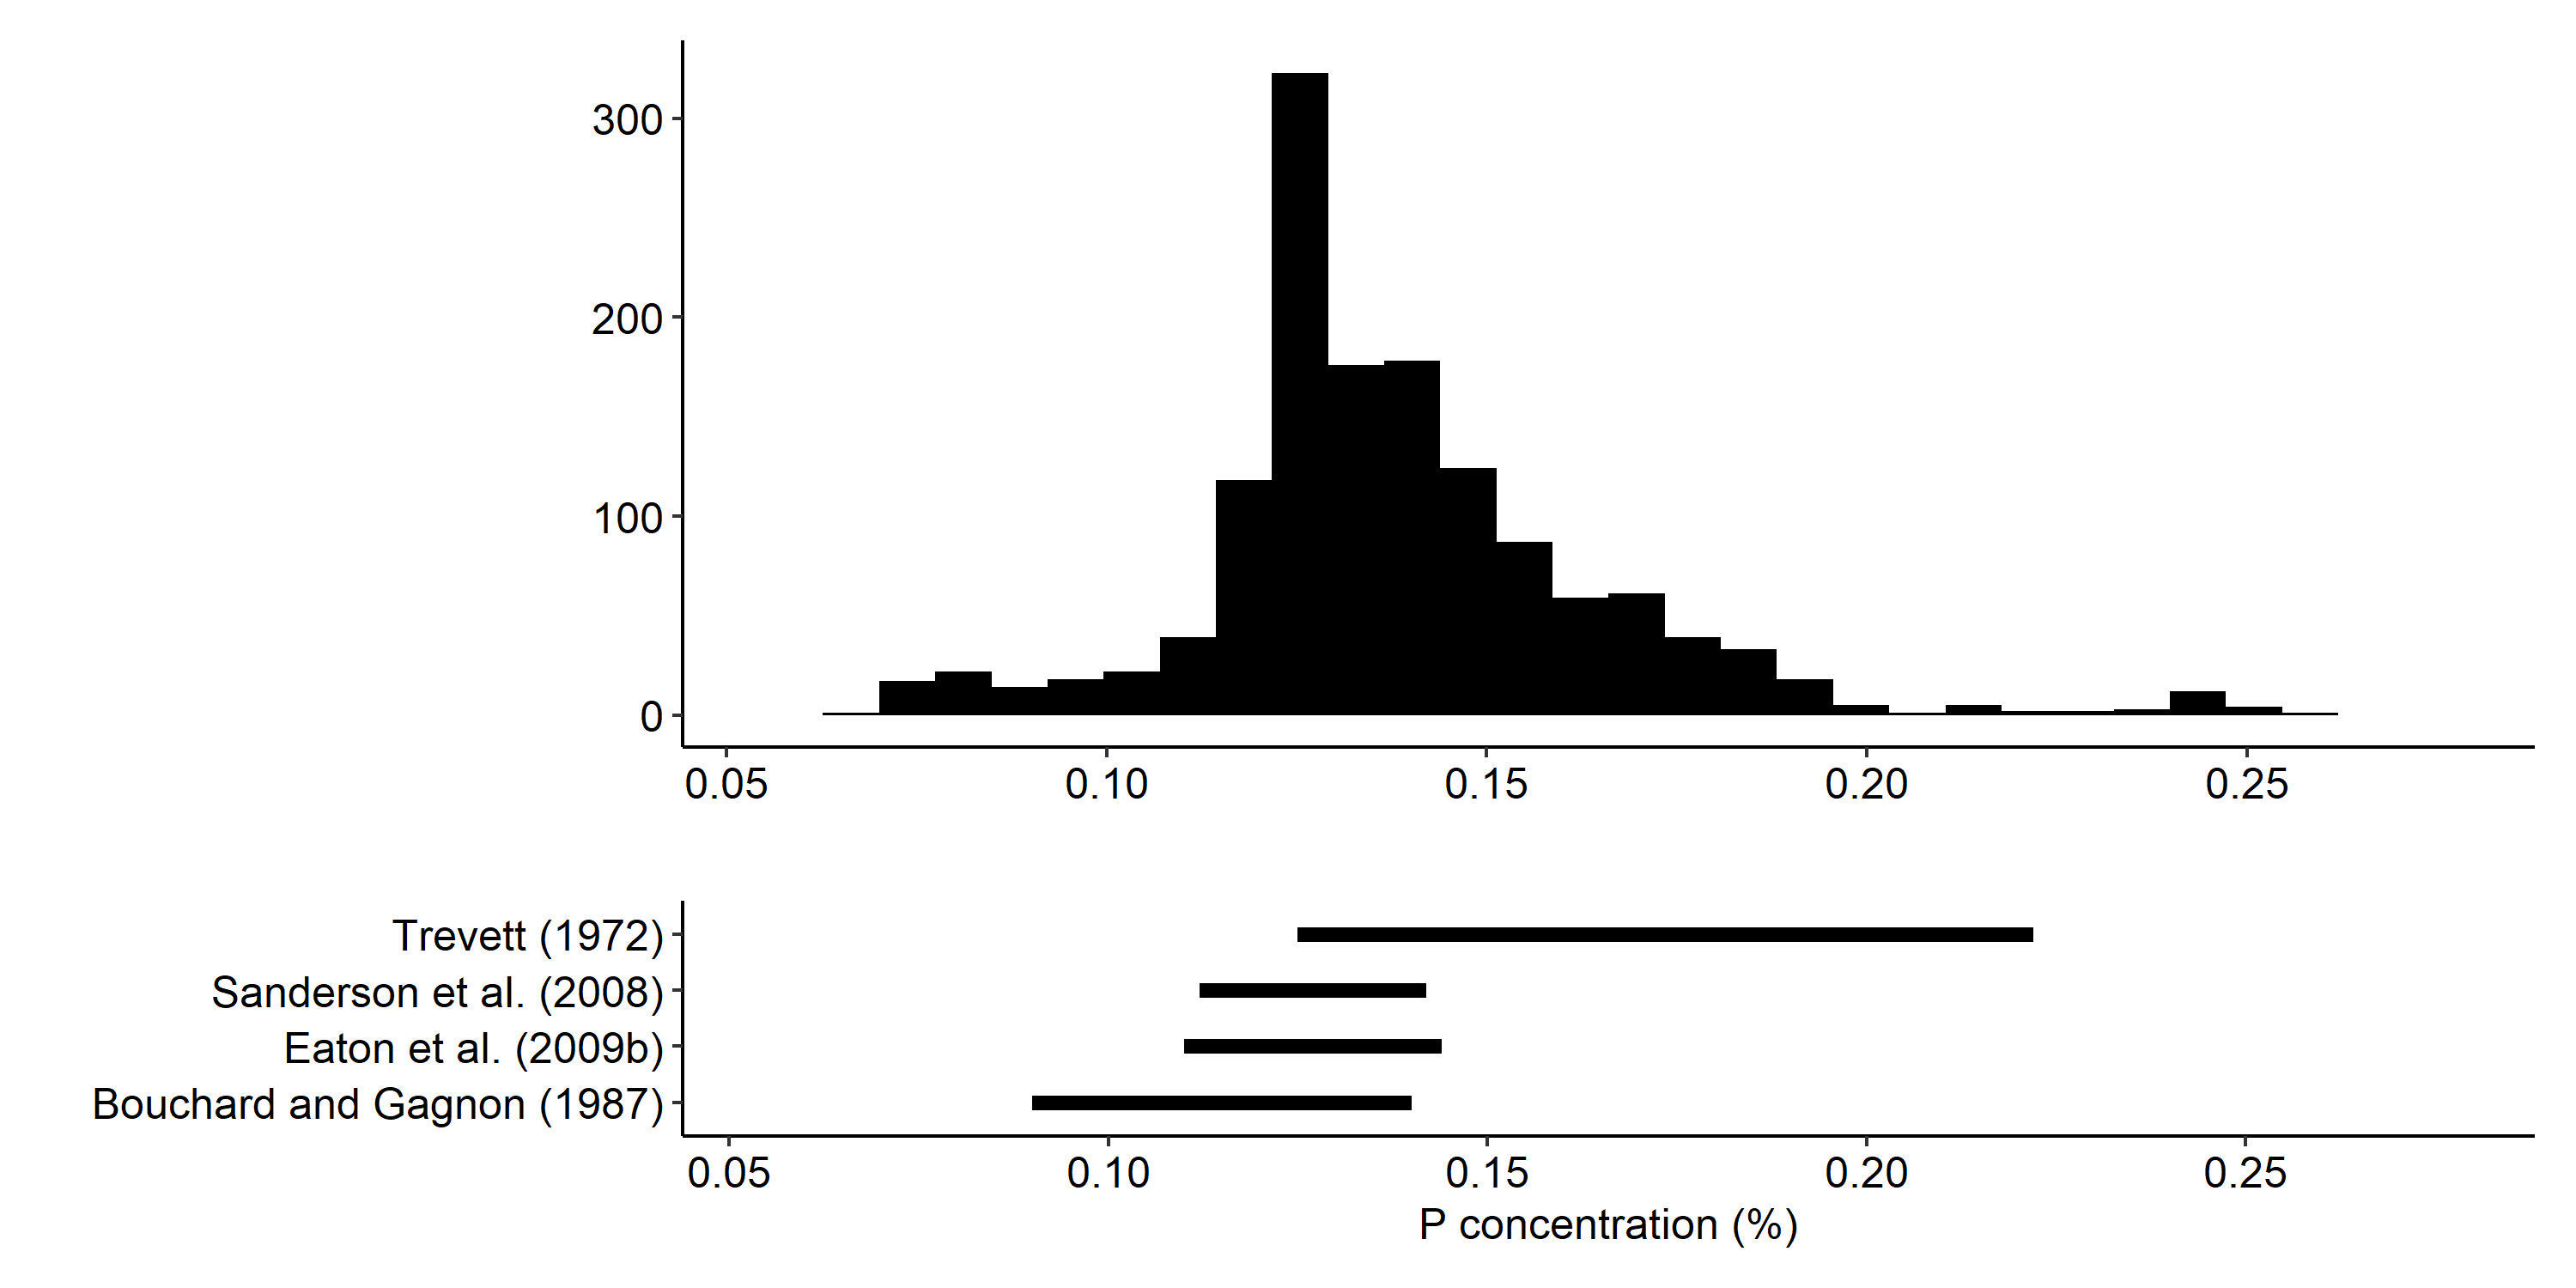 300
200
100
0
0.05 0.10 0.15 0.20 0.25
Trevett (1972)
Sanderson et al. (2008)
Eaton et al. (2009b)
Bouchard and Gagnon (1987)
0.05 0.10 0.15 0.20 0.25
P concentration (%)